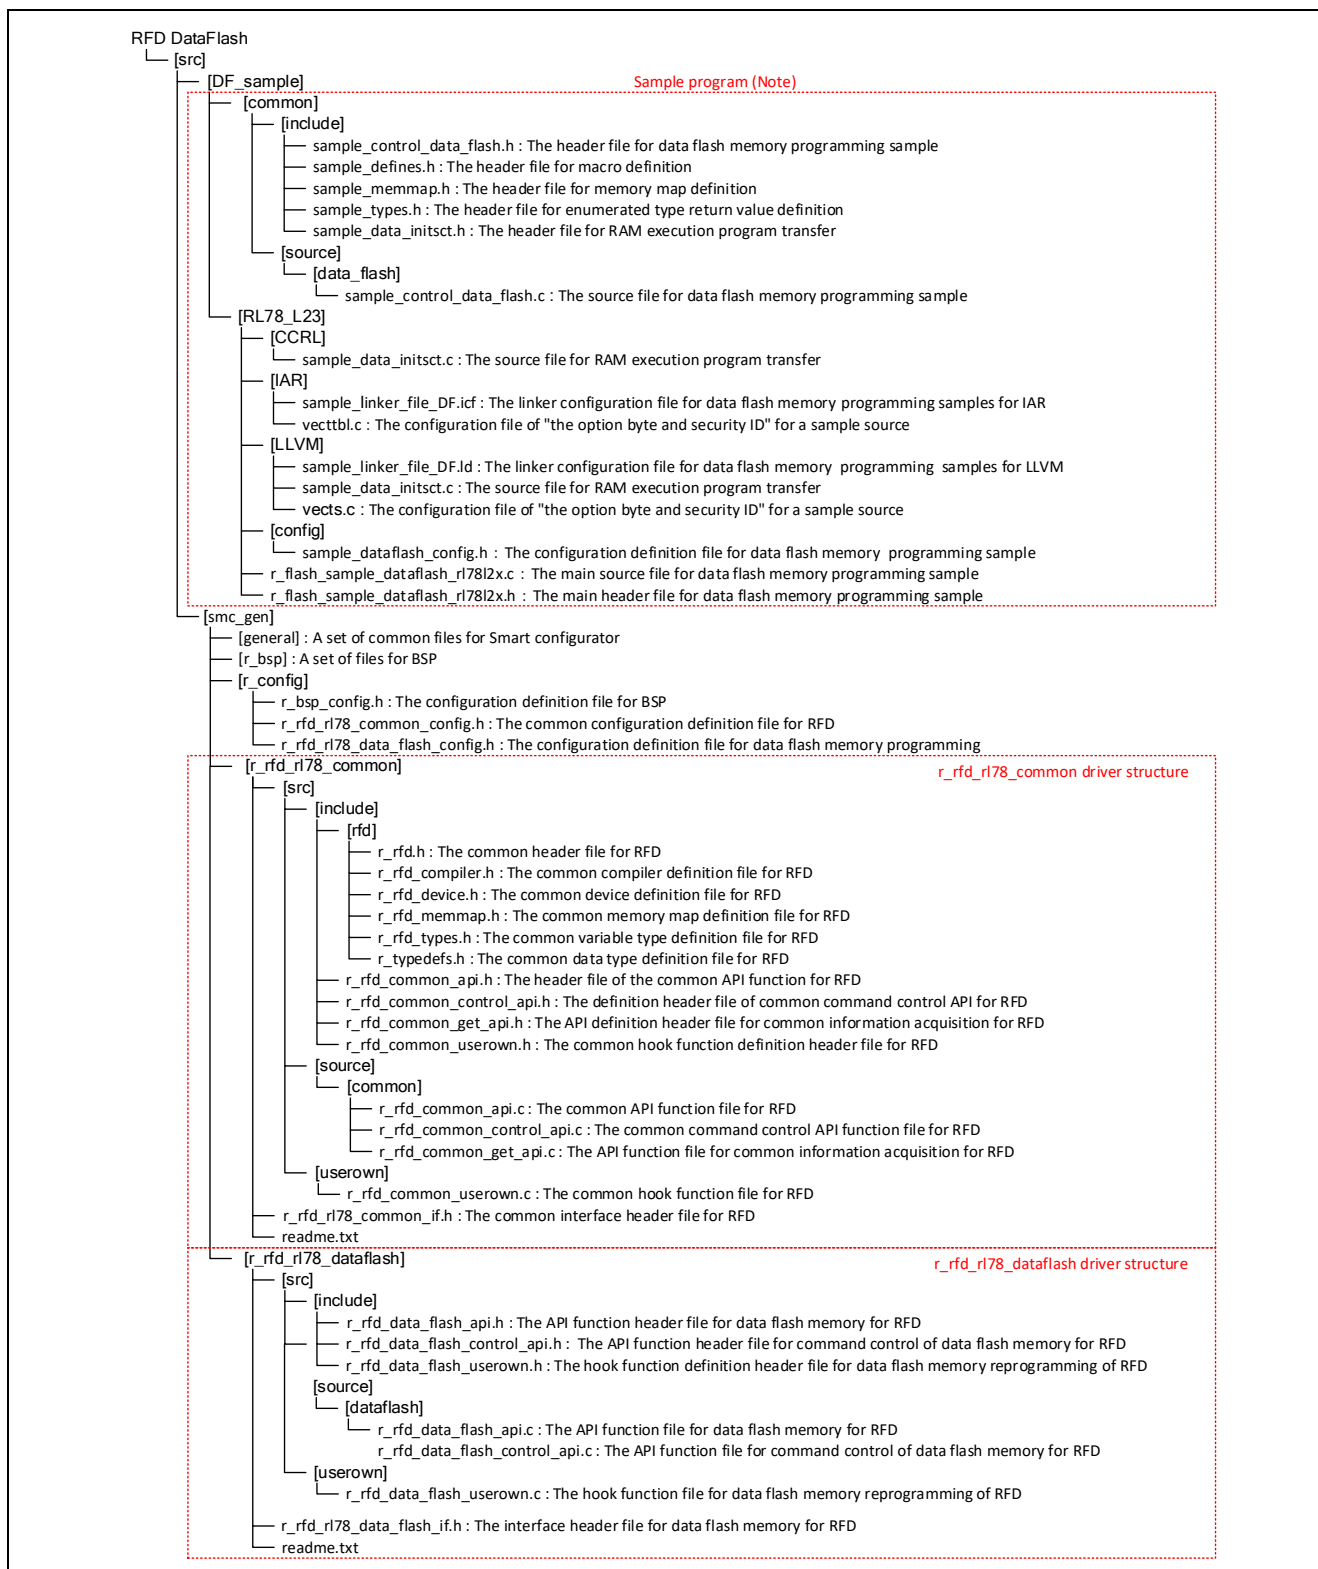 RFD DataFlash
[src]
[DF_sample]
Sample program (Note)
[common]
[include]
sample_control_data_flash.h : The header file for data flash memory programming sample
sample_defines.h : The header file for macro definition
sample_memmap.h : The header file for memory map definition
sample_types.h : The header file for enumerated type return value definition
sample_data_initsct.h : The header file for RAM execution program transfer
[source]
[data_flash]
sample_control_data_flash.c : The source file for data flash memory programming sample
[RL78_L23]
[CCRL]
sample_data_initsct.c : The source file for RAM execution program transfer
[IAR]
sample_linker_file_DF.icf : The linker configuration file for data flash memory programming samples for IAR
vecttbl.c : The configuration file of "the option byte and security ID" for a sample source
[LLVM]
sample_linker_file_DF.ld : The linker configuration file for data flash memory programming samples for LLVM
sample_data_initsct.c : The source file for RAM execution program transfer
vects.c : The configuration file of "the option byte and security ID" for a sample source
[config]
sample_dataflash_config.h : The configuration definition file for data flash memory programming sample
r_flash_sample_dataflash_rl78l2x.c : The main source file for data flash memory programming sample
r_flash_sample_dataflash_rl78l2x.h : The main header file for data flash memory programming sample
[smc_gen]
[general] : A set of common files for Smart configurator
[r_bsp] : A set of files for BSP
[r_config]
r_bsp_config.h : The configuration definition file for BSP
r_rfd_rl78_common_config.h : The common configuration definition file for RFD
r_rfd_rl78_data_flash_config.h : The configuration definition file for data flash memory programming
[r_rfd_rl78_common]
r_rfd_rl78_common driver structure
[src]
[include]
[rfd]
r_rfd.h : The common header file for RFD
r_rfd_compiler.h : The common compiler definition file for RFD
r_rfd_device.h : The common device definition file for RFD
r_rfd_memmap.h : The common memory map definition file for RFD
r_rfd_types.h : The common variable type definition file for RFD
r_typedefs.h : The common data type definition file for RFD
r_rfd_common_api.h : The header file of the common API function for RFD
r_rfd_common_control_api.h : The definition header file of common command control API for RFD
r_rfd_common_get_api.h : The API definition header file for common information acquisition for RFD
r_rfd_common_userown.h : The common hook function definition header file for RFD
[source]
[common]
r_rfd_common_api.c : The common API function file for RFD
r_rfd_common_control_api.c : The common command control API function file for RFD
r_rfd_common_get_api.c : The API function file for common information acquisition for RFD
[userown]
r_rfd_common_userown.c : The common hook function file for RFD
r_rfd_rl78_common_if.h : The common interface header file for RFD
readme.txt
[r_rfd_rl78_dataflash]
r_rfd_rl78_dataflash driver structure
[src]
[include]
r_rfd_data_flash_api.h : The API function header file for data flash memory for RFD
r_rfd_data_flash_control_api.h : The API function header file for command control of data flash memory for RFD
r_rfd_data_flash_userown.h : The hook function definition header file for data flash memory reprogramming of RFD
[source]
[dataflash]
r_rfd_data_flash_api.c : The API function file for data flash memory for RFD
r_rfd_data_flash_control_api.c : The API function file for command control of data flash memory for RFD
[userown]
r_rfd_data_flash_userown.c : The hook function file for data flash memory reprogramming of RFD
r_rfd_rl78_data_flash_if.h : The interface header file for data flash memory for RFD
readme.txt